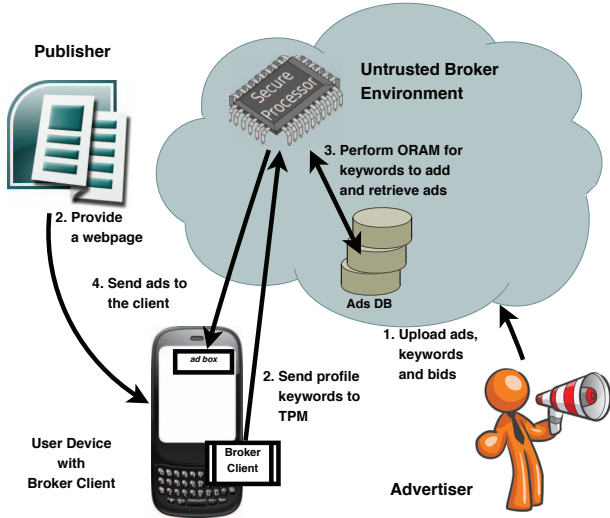 Publisher
Untrusted Broker
Environment
Secure
Processor
3. Perform ORAM for
keywords to add
and retrieve ads
2. Provide
a webpage
4. Send ads to
the client
Ads DB
1. Upload ads,
keywords
and bids
ad box
2. Send profile
keywords to
TPM
User Device
with
Broker Client
Broker
Client
Advertiser